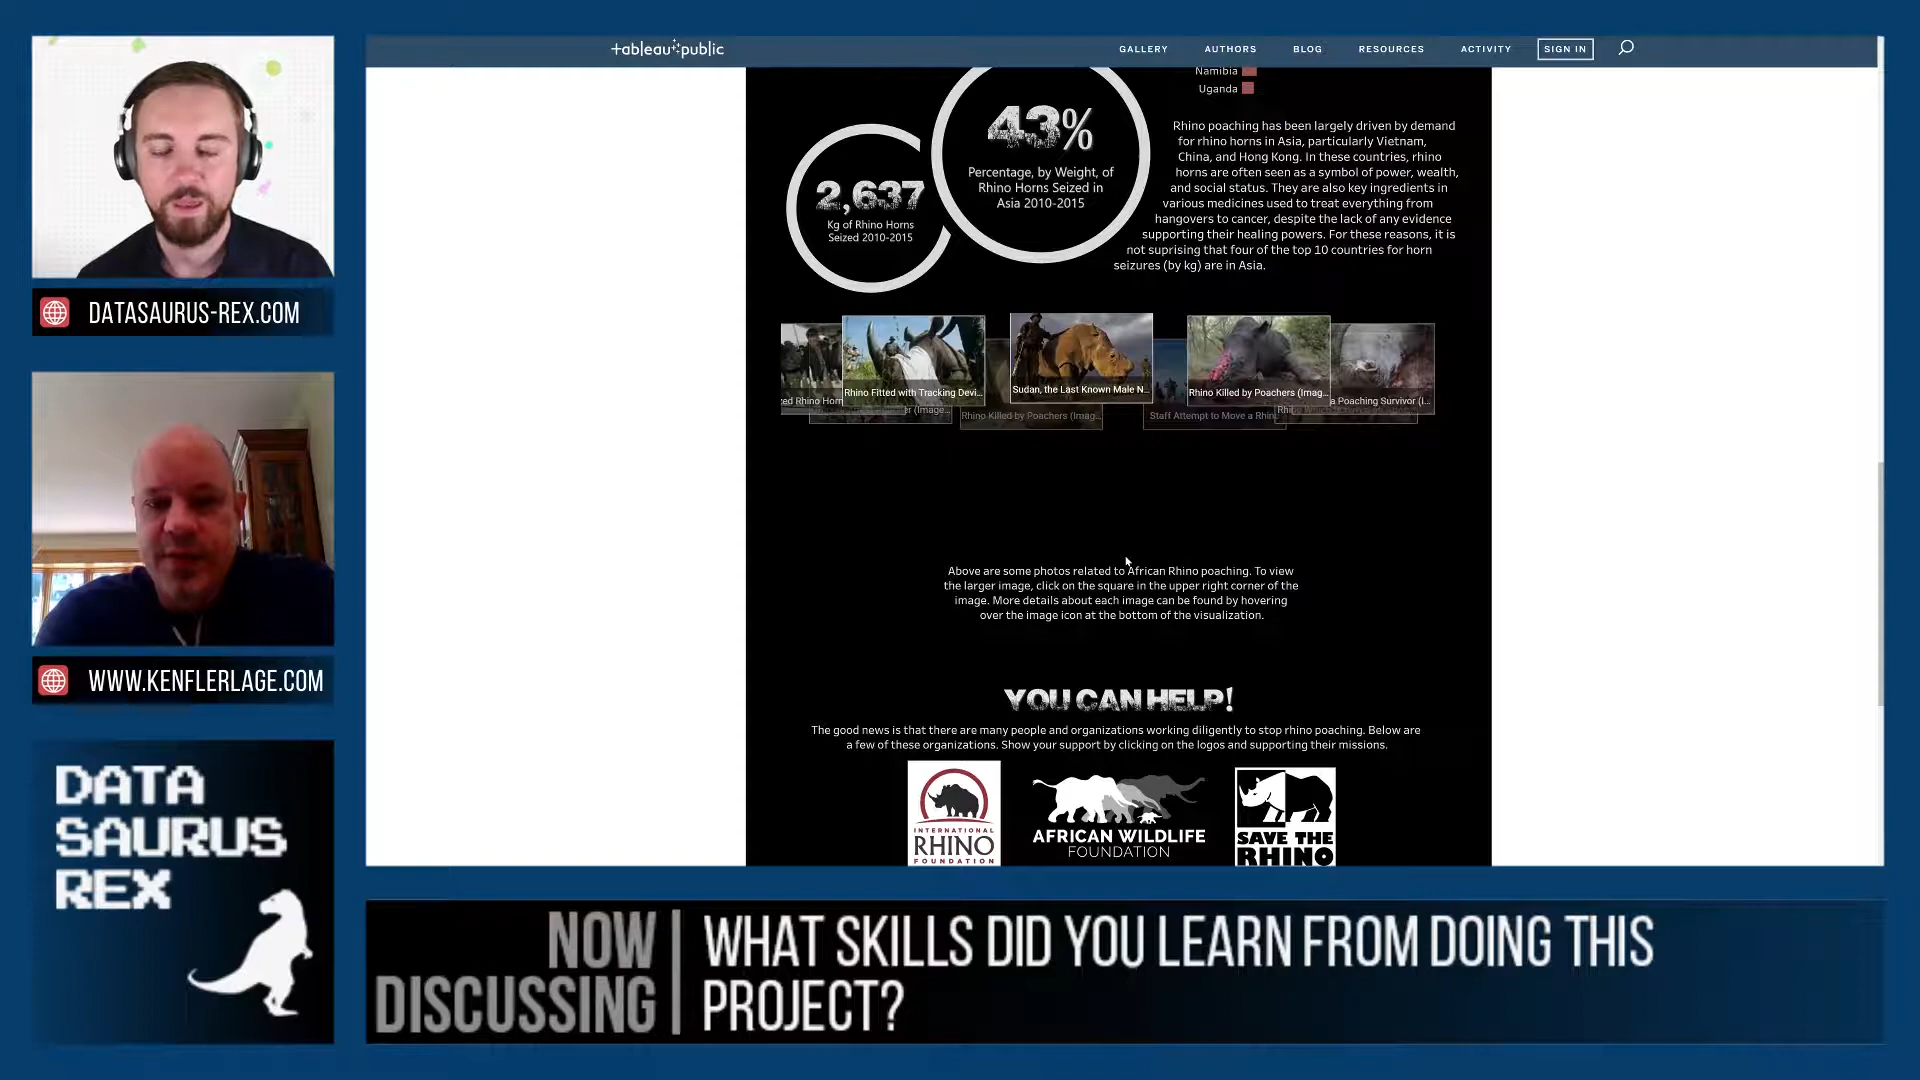 DATASAURUS-REX.COM
WWW.KENFLERLAGE.COM
DATA
SAURUS
REX
+ableau public
GALLERY
AUTHORS
BLOG
RESOURCES
ACTIVITY
SIGN IN
Namibia
Uganda
43%
Percentage, by Weight, of
Rhino Horns Seized in
Asia 2010-2015
2,637
Kg of Rhino Horns
Seized 2010-2015
Rhino poaching has been largely driven by demand
for rhino horns in Asia, particularly Vietnam,
China, and Hong Kong. In these countries, rhino
horns are often seen as a symbol of power, wealth,
and social status. They are also key ingredients in
various medicines used to treat everything from
hangovers to cancer, despite the lack of any evidence
supporting their healing powers. For these reasons, it is
not suprising that four of the top 10 countries for horn
seizures (by kg) are in Asia.
zed Rhino Horn
Rhino Fitted with Tracking Devi...
Sudan, the Last Known Male N...
Rhino Killed by Poachers (Imag...
a Poaching Survivor (I...
er (Image...
Rhino Killed by Poachers (Imag...
Staff Attempt to Move a Rhino
Above are some photos related to African Rhino poaching. To view
the larger image, click on the square in the upper right corner of the
image. More details about each image can be found by hovering
over the image icon at the bottom of the visualization.
YOU CAN HELP!
The good news is that there are many people and organizations working diligently to stop rhino poaching. Below are
a few of these organizations. Show your support by clicking on the logos and supporting their missions.
INTERNATIONAL
RHINO
FOUNDATION
AFRICAN WILDLIFE
FOUNDATION
SAVE THE
RHINO
NOW
DISCUSSING
WHAT SKILLS DID YOU LEARN FROM DOING THIS
PROJECT?